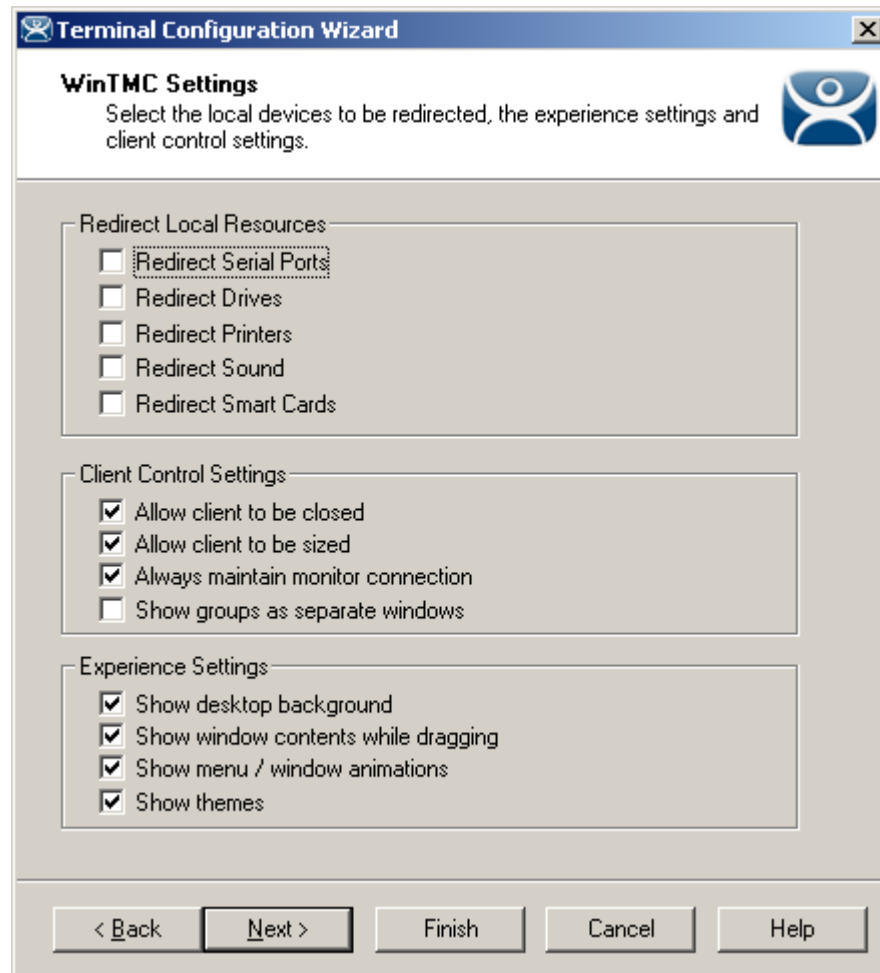 Terminal Configuration Wizard
WinTMC Settings
Select the local devices to be redirected, the experience settings and
client control settings.
Redirect Local Resources
Redirect Serial Ports
Redirect Drives
Redirect Printers
Redirect Sound
Redirect Smart Cards
Client Control Settings
Allow client to be closed
Allow client to be sized
Always maintain monitor connection
Show groups as separate windows
Experience Settings
Show desktop background
Show window contents while dragging
Show menu / window animations
Show themes
< Back
Next >
Finish
Cancel
Help